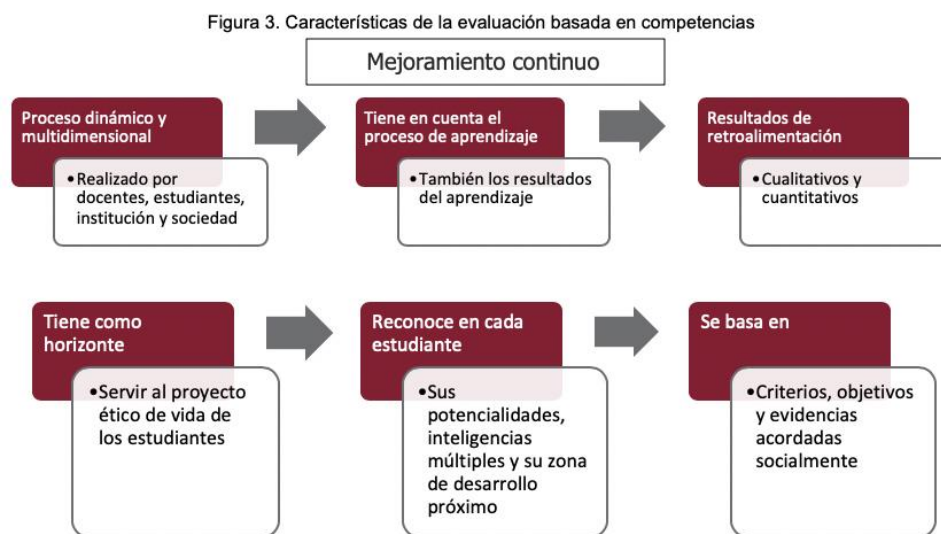 Figura 3. Características de la evaluación basada en competencias
Mejoramiento continuo
Proceso dinámico y
multidimensional
•Realizado por
docentes, estudiantes,
institución y sociedad
Tiene en cuenta el
proceso de aprendizaje
•También los resultados
del aprendizaje
Resultados de
retroalimentación
•Cualitativos y
cuantitativos
Tiene como
horizonte
•Servir al proyecto
ético de vida de
los estudiantes
Reconoce en cada
estudiante
•Sus
potencialidades,
inteligencias
múltiples y su zona
de desarrollo
próximo
Se basa en
•Criterios, objetivos
y evidencias
acordadas
socialmente